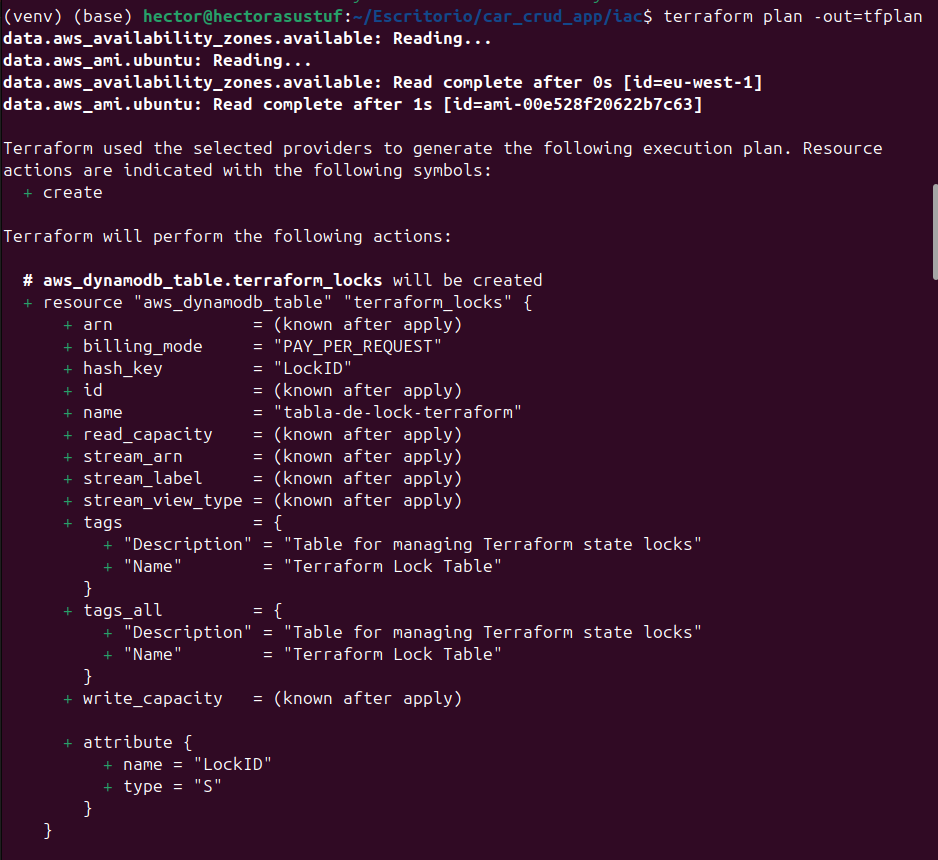 (venv) (base) hector@hectorasustuf:~/Escritorio/car_crud_app/iac$ terraform plan -out=tfplan
data.aws_availability_zones.available: Reading...
data.aws_ami.ubuntu: Reading...
data.aws_availability_zones.available: Read complete after 0s [id=eu-west-1]
data.aws_ami.ubuntu: Read complete after 1s [id=ami-00e528f20622b7c63]

Terraform used the selected providers to generate the following execution plan. Resource
actions are indicated with the following symbols:
  + create

Terraform will perform the following actions:

  # aws_dynamodb_table.terraform_locks will be created
  + resource "aws_dynamodb_table" "terraform_locks" {
      + arn              = (known after apply)
      + billing_mode     = "PAY_PER_REQUEST"
      + hash_key         = "LockID"
      + id               = (known after apply)
      + name             = "tabla-de-lock-terraform"
      + read_capacity    = (known after apply)
      + stream_arn       = (known after apply)
      + stream_label     = (known after apply)
      + stream_view_type = (known after apply)
      + tags             = {
          + "Description" = "Table for managing Terraform state locks"
          + "Name"        = "Terraform Lock Table"
        }
      + tags_all         = {
          + "Description" = "Table for managing Terraform state locks"
          + "Name"        = "Terraform Lock Table"
        }
      + write_capacity   = (known after apply)

      + attribute {
          + name = "LockID"
          + type = "S"
        }
    }